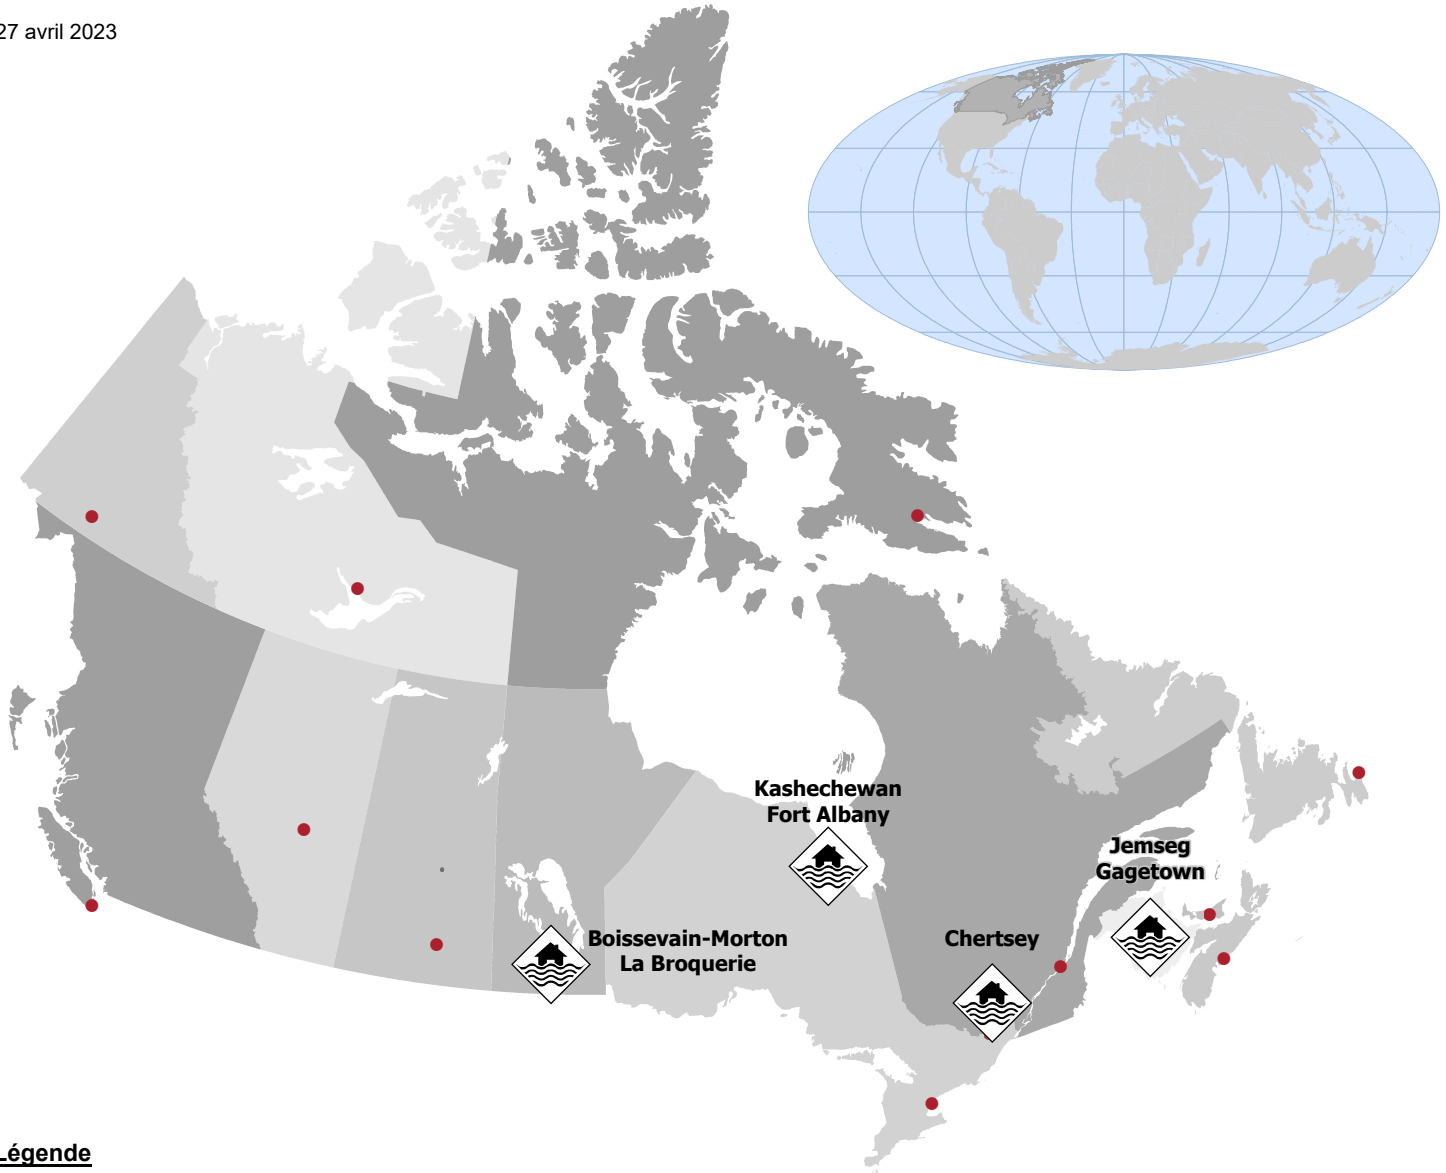 27 avril 2023
Kashechewan
Fort Albany
Jemseg
Gagetown
Boissevain-Morton
La Broquerie
Chertsey
Légende